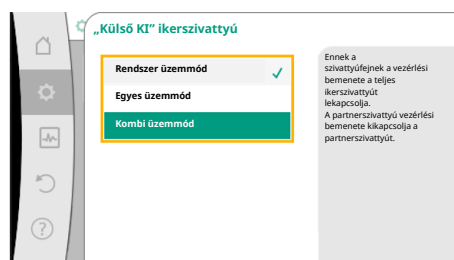 „Külső KI” ikerszivattyú
Rendszer üzemmód
Egyes üzemmód
Kombi üzemmód
Ennek a
szivattyúfejnek a vezérlési
bemenete a teljes
ikerszivattyút
lekapcsolja.
A partnerszivattyú vezérlési
bemenete kikapcsolja a
partnerszivattyút.